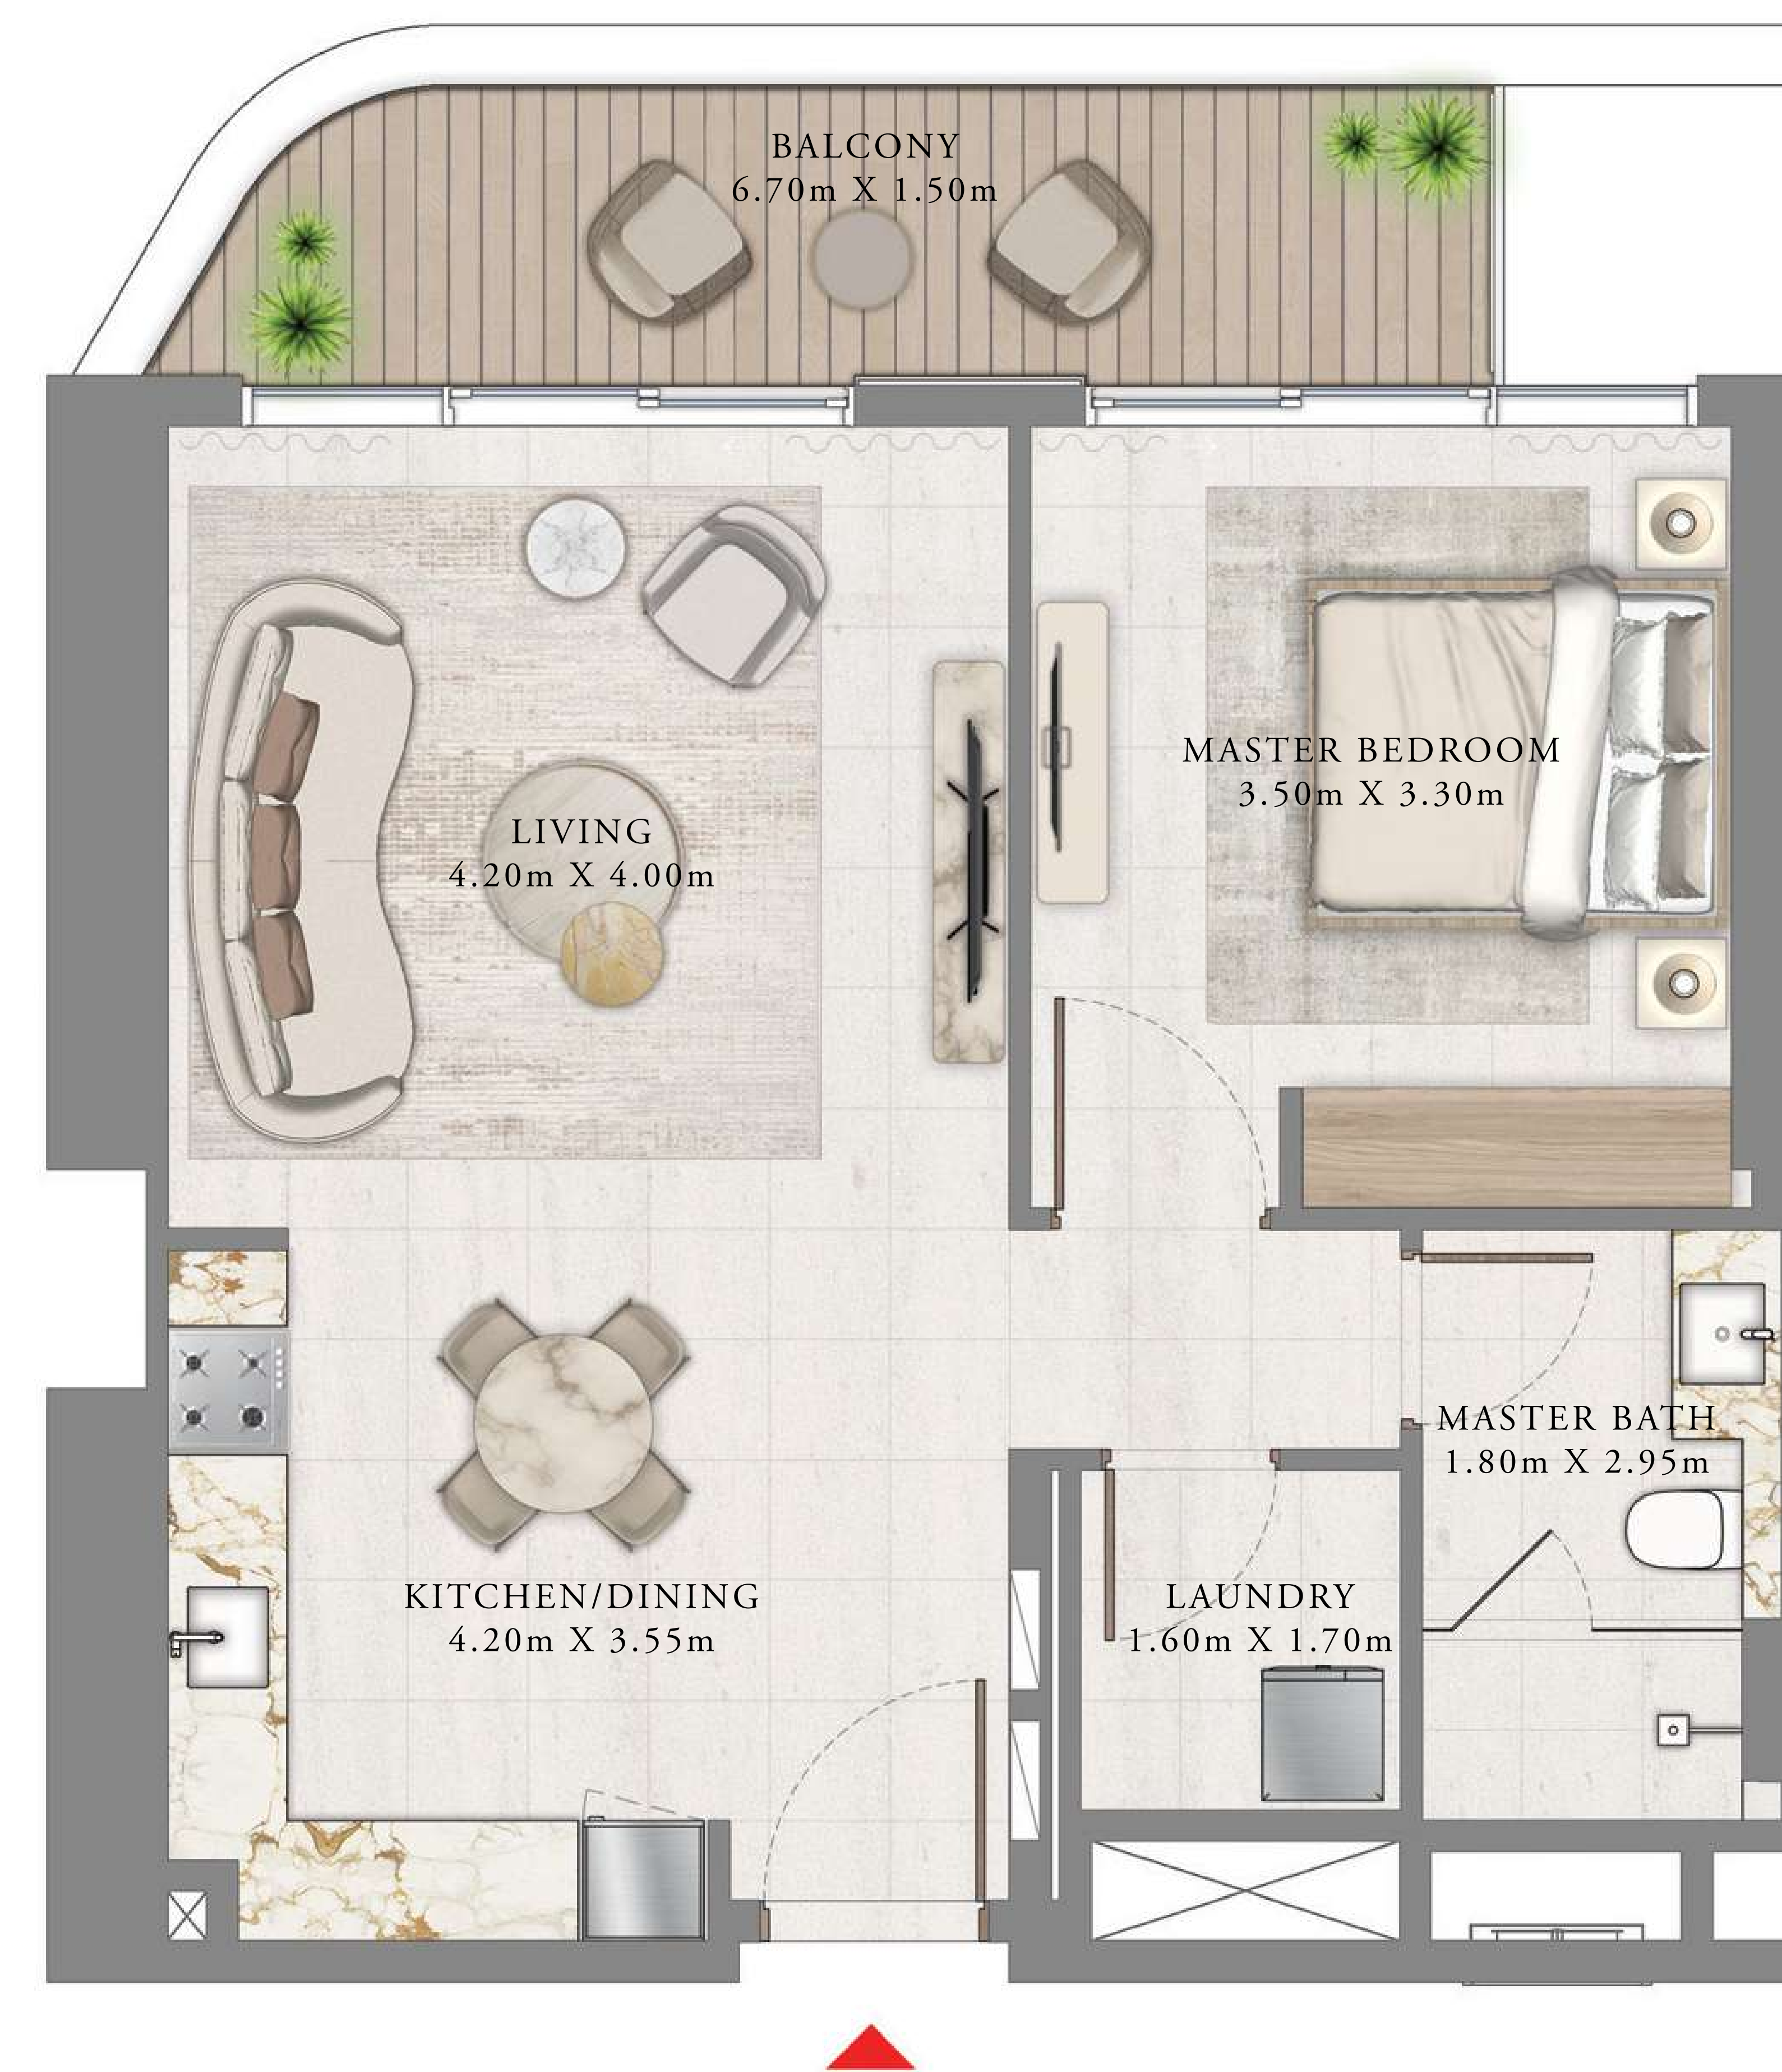 BALCONY
6.70m X 1.50m
MASTER BEDROOM
3.50m X 3.30m
LIVING
4.20m X 4.00m
MASTER BATH
1.80m X 2.95m
KITCHEN/DINING
4.20m X 3.55m
LAUNDRY
1.60m X 1.70m